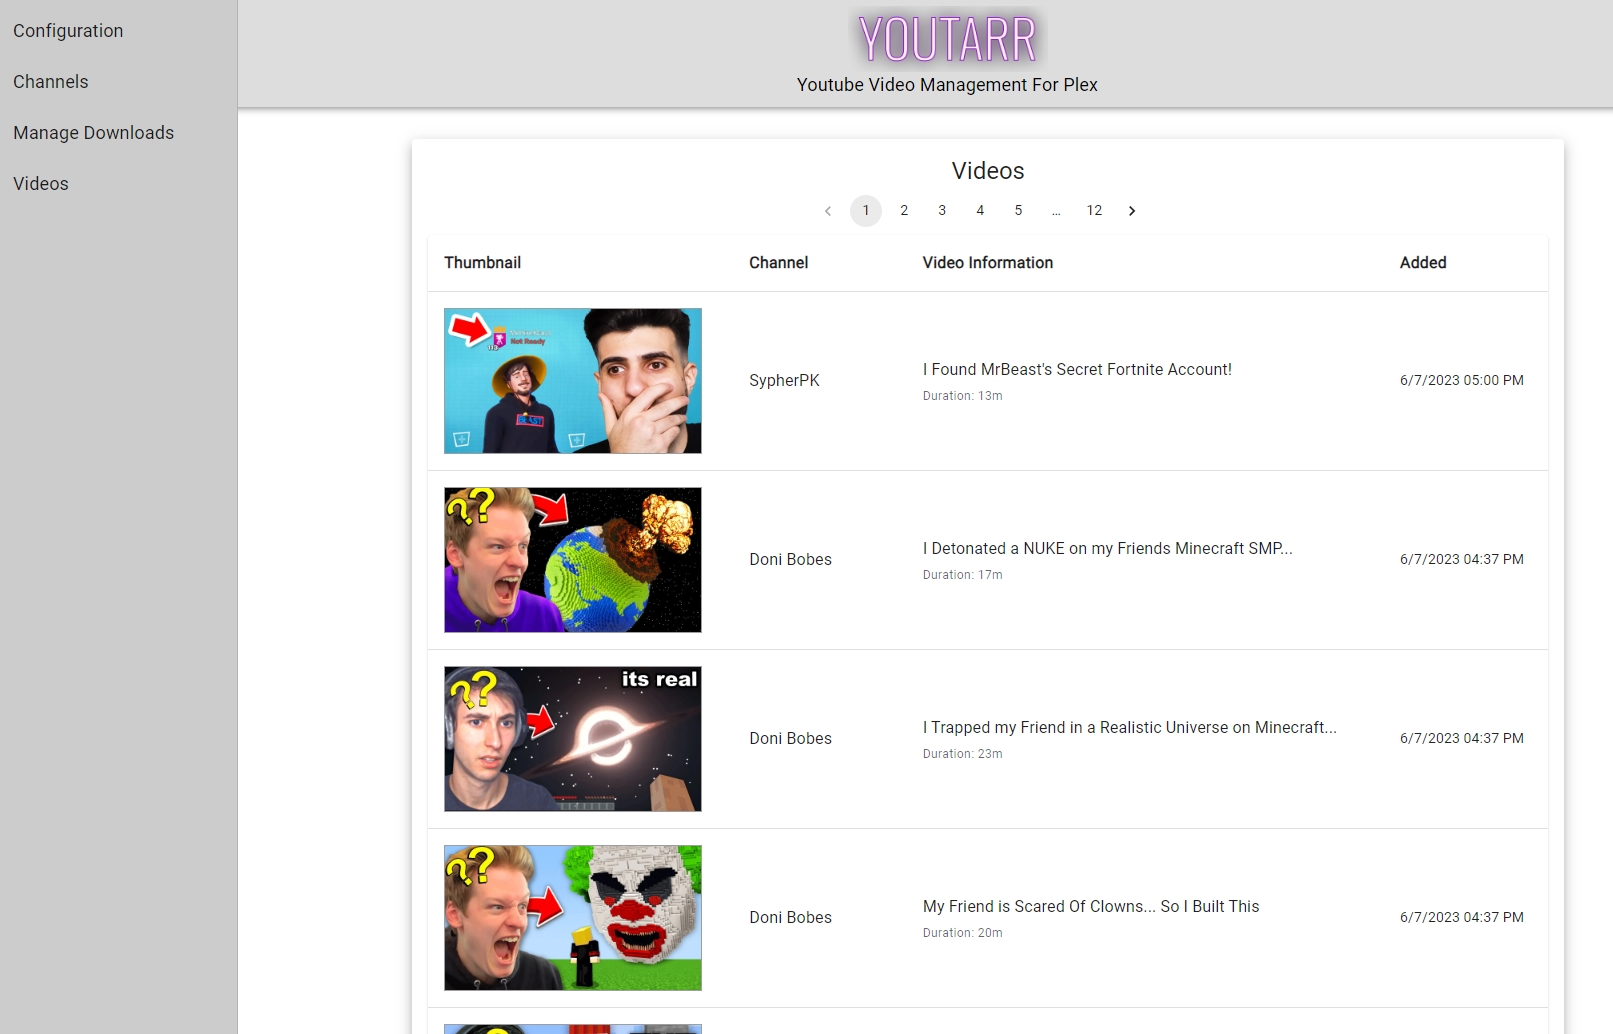 Configuration
Channels
Manage Downloads
Videos
YOUTARR
Youtube Video Management For Plex
Videos
1 2 3 4 5 ... 12
Thumbnail Channel Video Information Added
Not Ready
BEAST
SypherPK
I Found MrBeast's Secret Fortnite Account!
Duration: 13m
6/7/2023 05:00 PM
??
Doni Bobes
I Detonated a NUKE on my Friends Minecraft SMP...
Duration: 17m
6/7/2023 04:37 PM
??
its real
Doni Bobes
I Trapped my Friend in a Realistic Universe on Minecraft...
Duration: 23m
6/7/2023 04:37 PM
??
Doni Bobes
My Friend is Scared Of Clowns... So I Built This
Duration: 20m
6/7/2023 04:37 PM